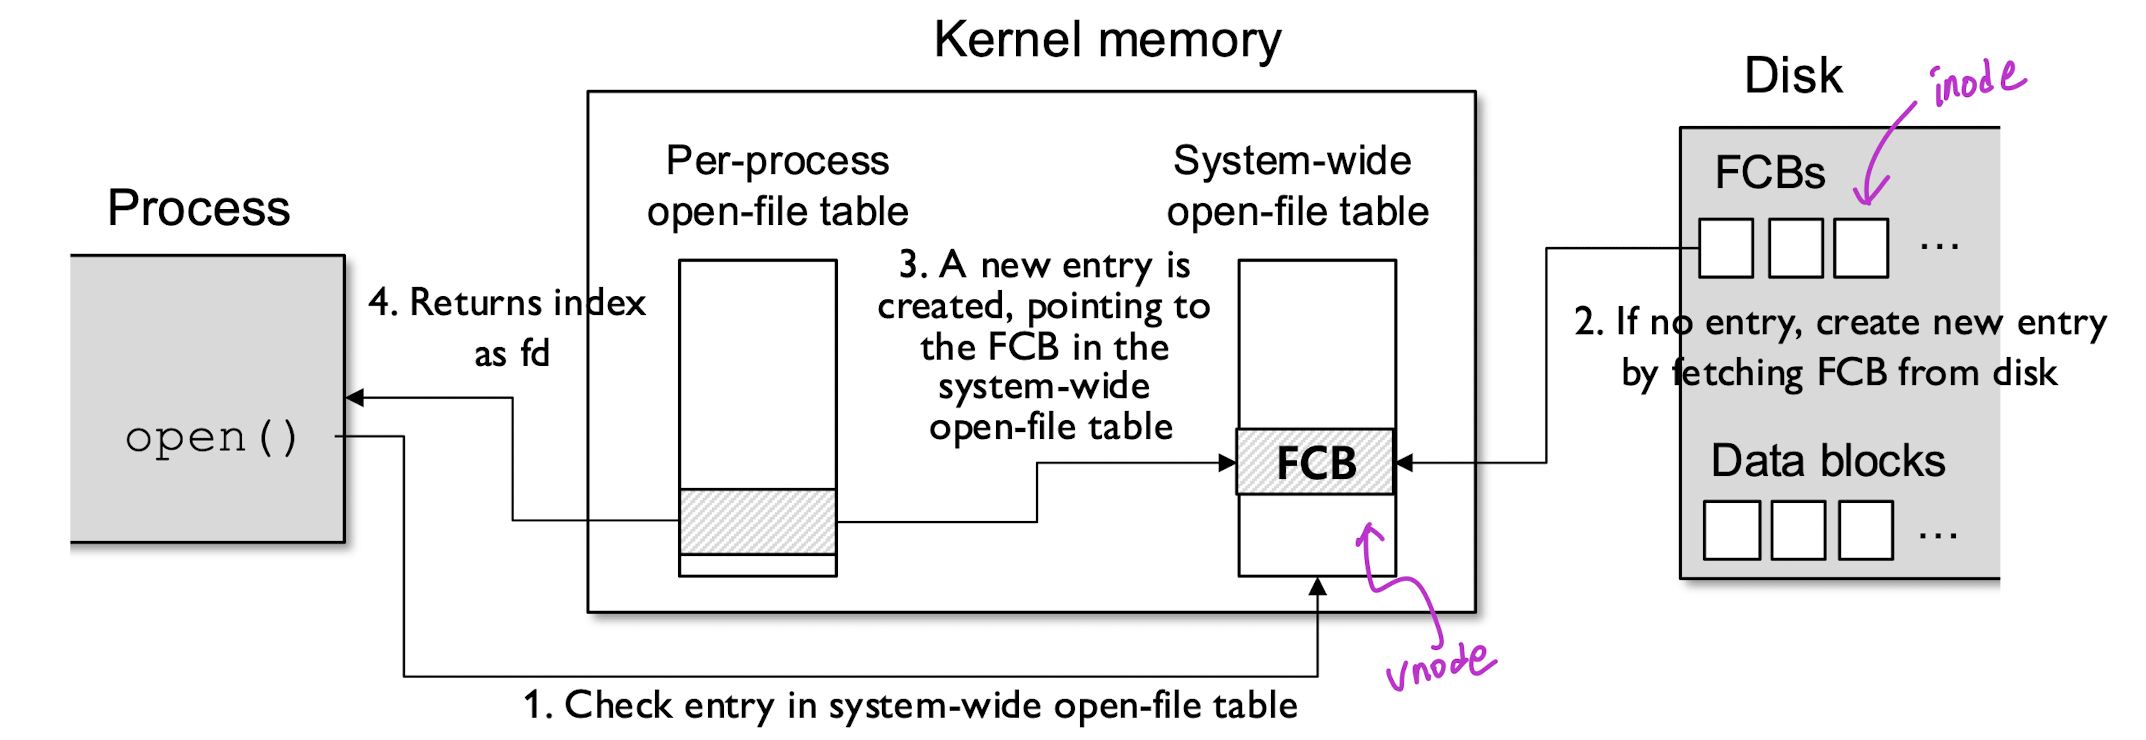 Kernel memory
Disk
inode
Process
Per-process
open-file table
System-wide
open-file table
FCBs
...
4. Returns index
as fd
3. A new entry is
created, pointing to
the FCB in the
system-wide
open-file table
2. If no entry, create new entry
by fetching FCB from disk
open()
FCB
Data blocks
...
vnode
1. Check entry in system-wide open-file table